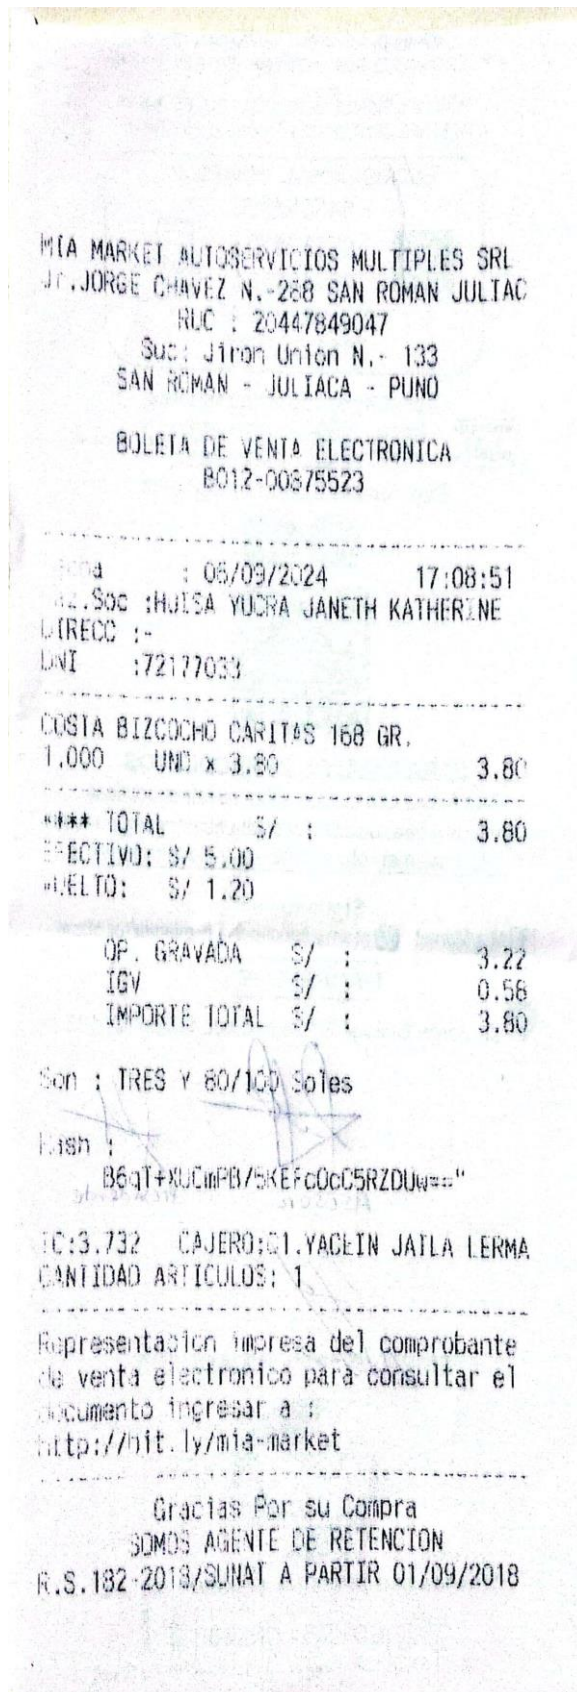 MIA MARKET AUTOSERVICIOS MULTIPLES SRL
Jr.JORGE CHAVEZ N.-268 SAN ROMAN JULIAC
RUC : 20447849047
Suc: Jiron Union N.- 133
SAN ROMAN - JULIACA - PUNO
BOLETA DE VENTA ELECTRONICA
B012-00875523
: 06/09/2024 17:08:51
Raz.Soc :HUISA YUCRA JANETH KATHERINE
DIRECC :-
DNI :72177033
COSTA BIZCOCHO CARITAS 168 GR.
1.000 UND x 3.80 3.80
**** TOTAL S/ : 3.80
EFECTIVO: S/ 5.00
VUELTO: S/ 1.20
OP. GRAVADA S/ : 3.22
IGV S/ : 0.58
IMPORTE TOTAL S/ : 3.80
Son : TRES Y 80/100 Soles
Hash :
B6qT+XUCmPB/5KEFcOcC5RZDUw=="
TC:3.732 CAJERO:C1.YACLIN JAILA LERMA
CANTIDAD ARTICULOS: 1
Representacion impresa del comprobante
de venta electronico para consultar el
documento ingresar a :
http://bit.ly/mia-market
Gracias Por su Compra
SOMOS AGENTE DE RETENCION
R.S.182-2018/SUNAT A PARTIR 01/09/2018